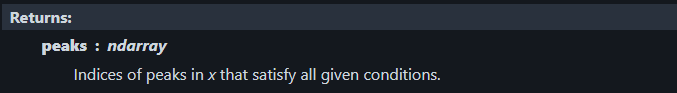 Returns:
peaks : ndarray
Indices of peaks in x that satisfy all given conditions.